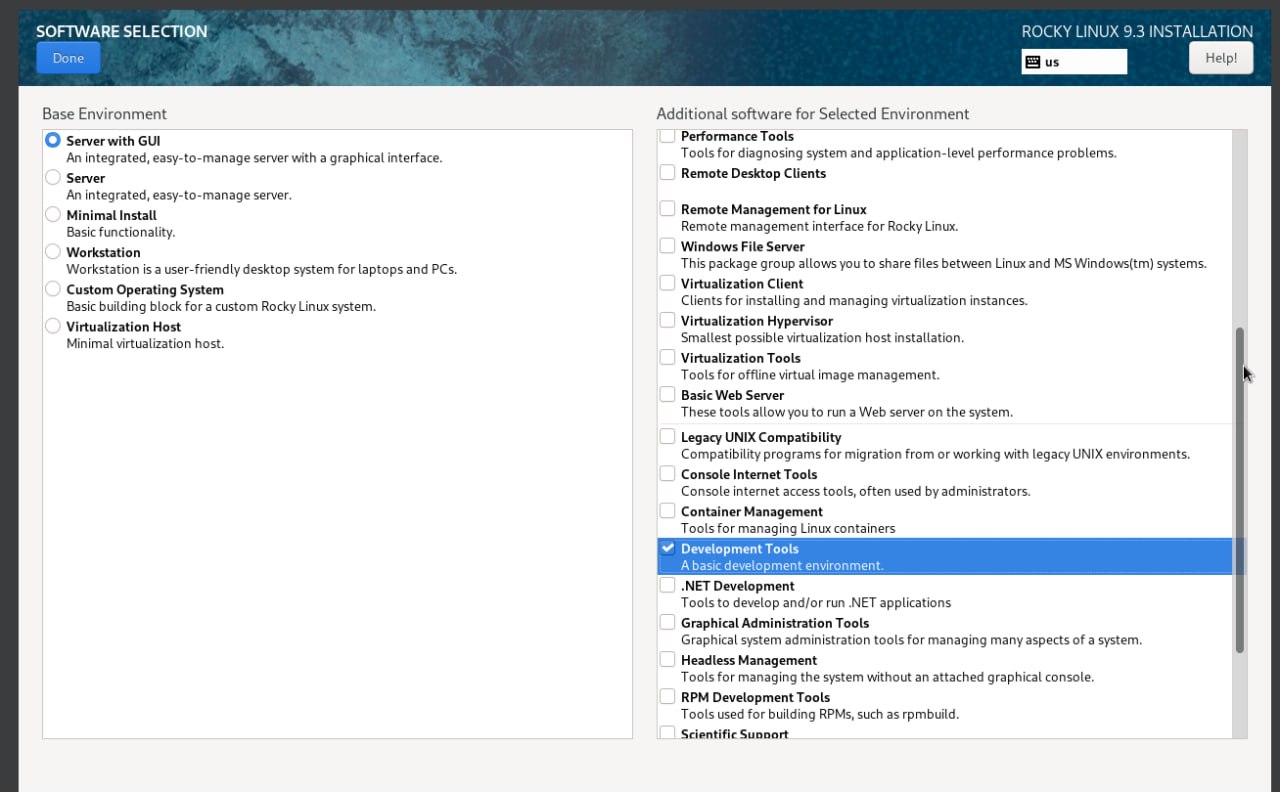 SOFTWARE SELECTION
Done
ROCKY LINUX 9.3 INSTALLATION
us
Help!
Base Environment
Server with GUI
An integrated, easy-to-manage server with a graphical interface.
Server
An integrated, easy-to-manage server.
Minimal Install
Basic functionality.
Workstation
Workstation is a user-friendly desktop system for laptops and PCs.
Custom Operating System
Basic building block for a custom Rocky Linux system.
Virtualization Host
Minimal virtualization host.
Additional software for Selected Environment
Performance Tools
Tools for diagnosing system and application-level performance problems.
Remote Desktop Clients
Remote Management for Linux
Remote management interface for Rocky Linux.
Windows File Server
This package group allows you to share files between Linux and MS Windows(tm) systems.
Virtualization Client
Clients for installing and managing virtualization instances.
Virtualization Hypervisor
Smallest possible virtualization host installation.
Virtualization Tools
Tools for offline virtual image management.
Basic Web Server
These tools allow you to run a Web server on the system.
Legacy UNIX Compatibility
Compatibility programs for migration from or working with legacy UNIX environments.
Console Internet Tools
Console internet access tools, often used by administrators.
Container Management
Tools for managing Linux containers
Development Tools
A basic development environment.
.NET Development
Tools to develop and/or run .NET applications
Graphical Administration Tools
Graphical system administration tools for managing many aspects of a system.
Headless Management
Tools for managing the system without an attached graphical console.
RPM Development Tools
Tools used for building RPMs, such as rpmbuild.
Scientific Support